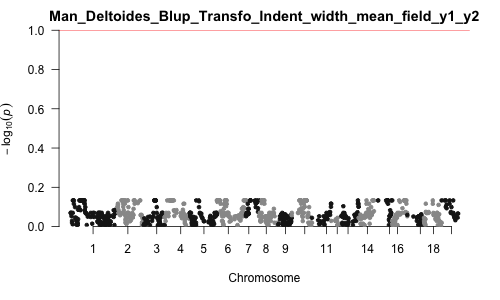 Man_Deltoides_Blup_Transfo_Indent_width_mean_field_y1_y2
− log10(p)
1.0
0.8
0.6
0.4
0.2
0.0
1 2 3 4 5 6 7 8 9 11 14 16 18
Chromosome